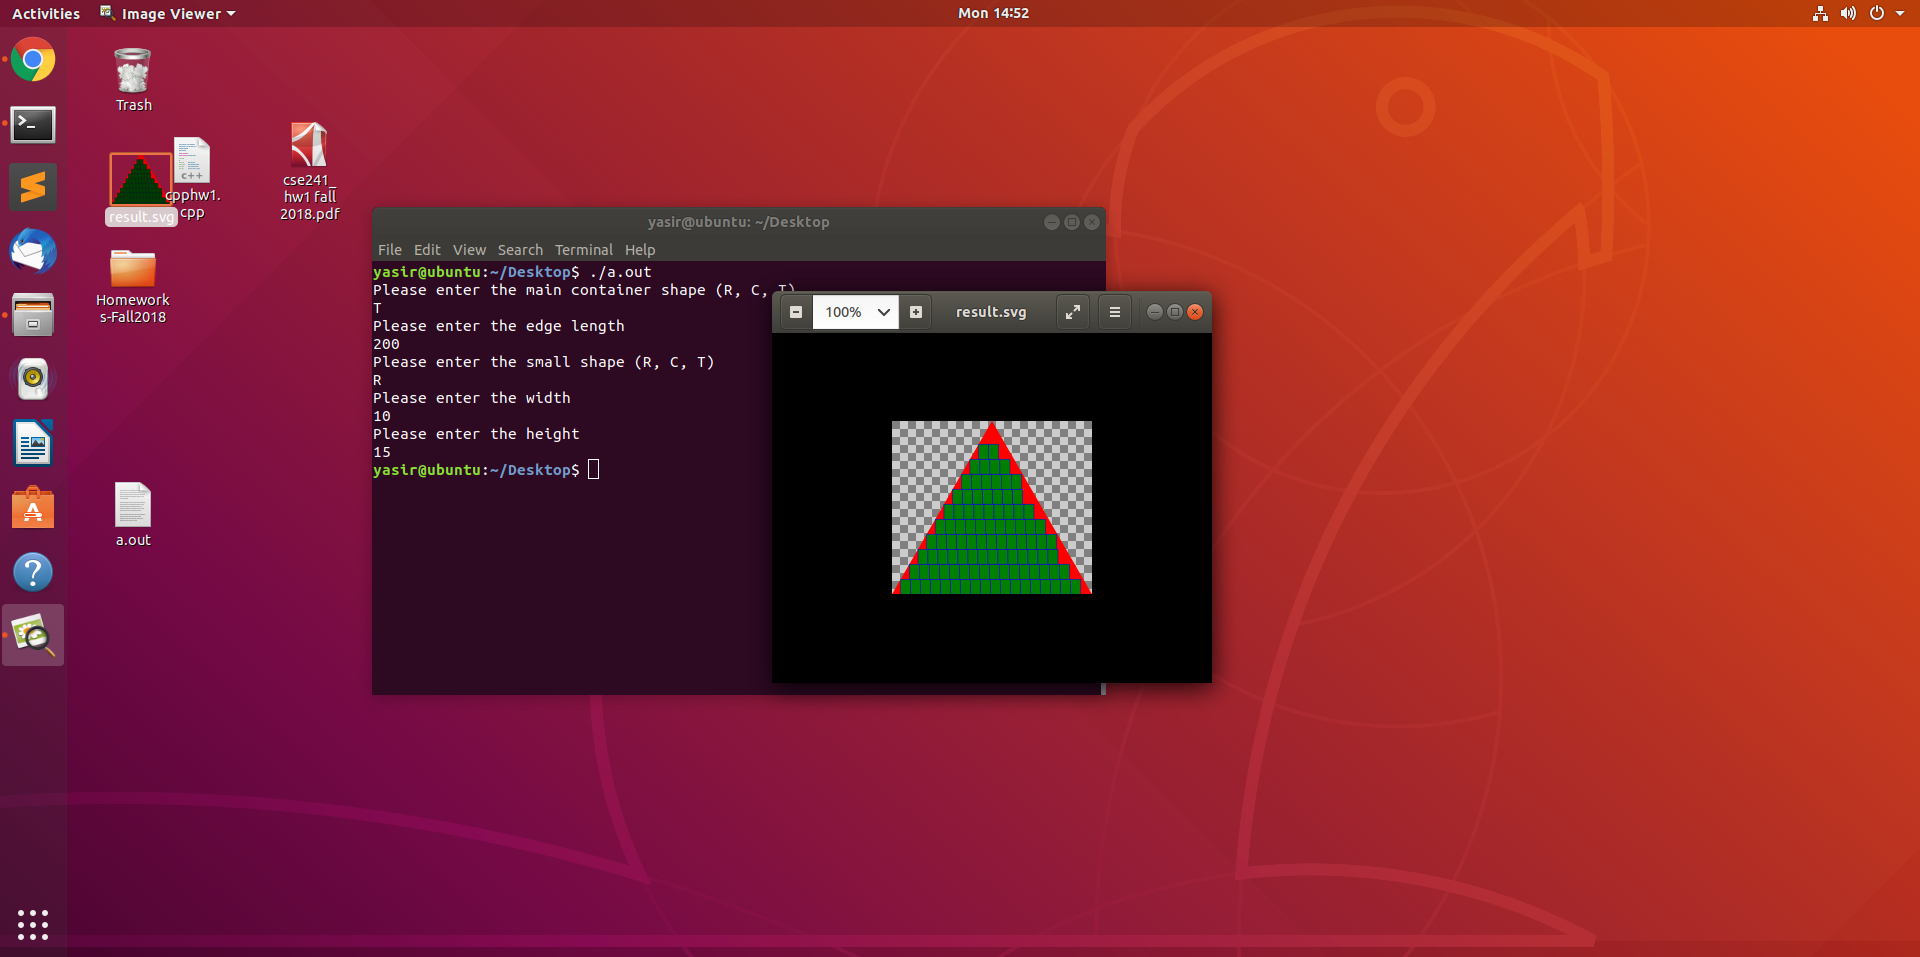 Activities
Image Viewer
Mon 14:52
Trash
result.svg
C++
cpphw1.
cpp
cse241_
hw1 fall
2018.pdf
Homework
s-Fall2018
a.out
yasir@ubuntu: ~/Desktop
File Edit View Search Terminal Help
yasir@ubuntu:~/Desktop$ ./a.out
Please enter the main container shape (R, C, T)
T
Please enter the edge length
200
Please enter the small shape (R, C, T)
R
Please enter the width
10
Please enter the height
15
yasir@ubuntu:~/Desktop$
100%
result.svg